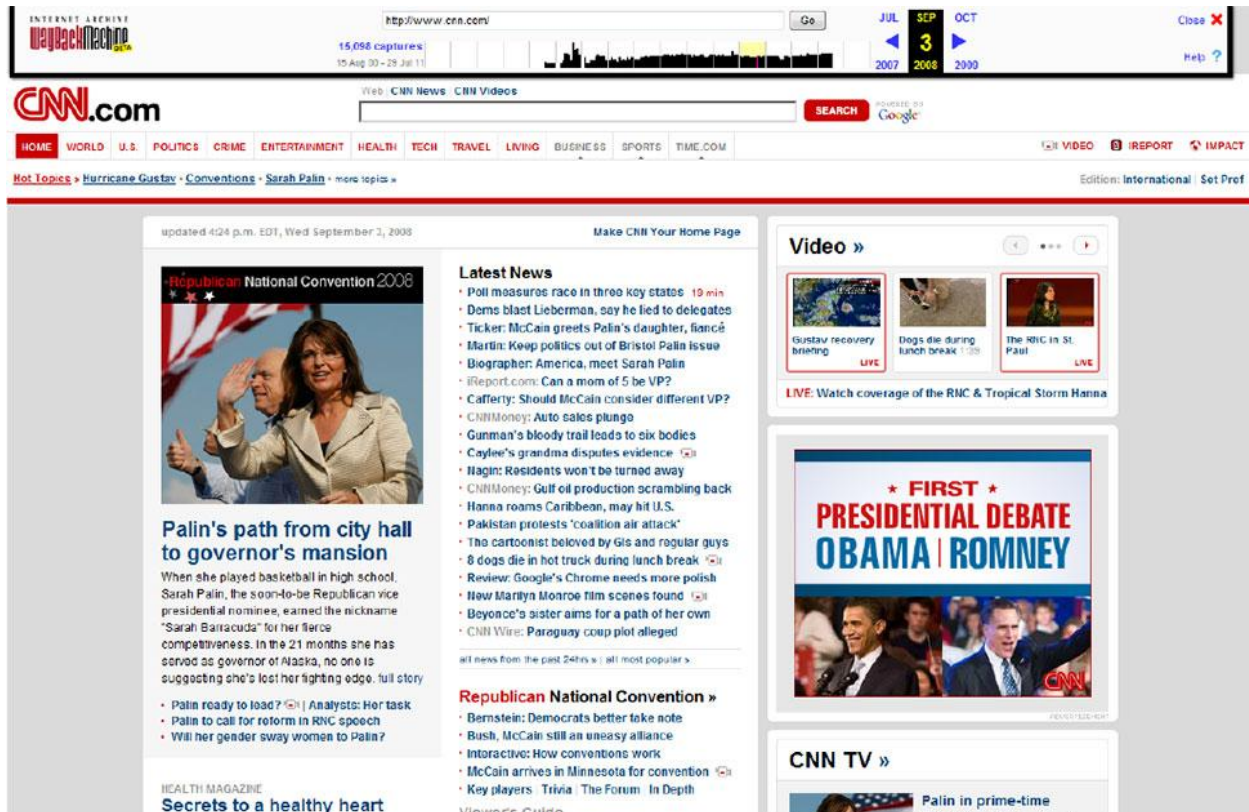 INTERNET ARCHIVE
WayBackMachine
BETA
http://www.cnn.com/
Go
15,098 captures
15 Aug 00 - 29 Jul 11
JUL SEP OCT
3
2007 2008 2009
Close
Help ?
CNN.com
Web | CNN News | CNN Videos
SEARCH
POWERED BY
Google
HOME WORLD U.S. POLITICS CRIME ENTERTAINMENT HEALTH TECH TRAVEL LIVING BUSINESS SPORTS TIME.COM
VIDEO IREPORT IMPACT
Hot Topics » Hurricane Gustav • Conventions • Sarah Palin • more topics »
Edition: International | Set Pref
updated 4:24 p.m. EDT, Wed September 3, 2008
Make CNN Your Home Page
Republican National Convention 2008
Palin's path from city hall
to governor's mansion
When she played basketball in high school,
Sarah Palin, the soon-to-be Republican vice
presidential nominee, earned the nickname
"Sarah Barracuda" for her fierce
competitiveness. In the 21 months she has
served as governor of Alaska, no one is
suggesting she's lost her fighting edge. full story
• Palin ready to lead? | Analysts: Her task
• Palin to call for reform in RNC speech
• Will her gender sway women to Palin?
HEALTH MAGAZINE
Secrets to a healthy heart
Latest News
• Poll measures race in three key states 19 min
• Dems blast Lieberman, say he lied to delegates
• Ticker: McCain greets Palin's daughter, fiancé
• Martin: Keep politics out of Bristol Palin issue
• Biographer: America, meet Sarah Palin
• iReport.com: Can a mom of 5 be VP?
• Cafferty: Should McCain consider different VP?
• CNNMoney: Auto sales plunge
• Gunman's bloody trail leads to six bodies
• Caylee's grandma disputes evidence
• Nagin: Residents won't be turned away
• CNNMoney: Gulf oil production scrambling back
• Hanna roams Caribbean, may hit U.S.
• Pakistan protests 'coalition air attack'
• The cartoonist beloved by GIs and regular guys
• 8 dogs die in hot truck during lunch break
• Review: Google's Chrome needs more polish
• New Marilyn Monroe film scenes found
• Beyonce's sister aims for a path of her own
• CNN Wire: Paraguay coup plot alleged
all news from the past 24hrs » | all most popular »
Republican National Convention »
• Bernstein: Democrats better take note
• Bush, McCain still an uneasy alliance
• Interactive: How conventions work
• McCain arrives in Minnesota for convention
• Key players | Trivia | The Forum | In Depth
Viewer's Guide
Video »
Gustav recovery
briefing
LIVE
Dogs die during
lunch break 1:39
The RNC in St.
Paul
LIVE
LIVE: Watch coverage of the RNC & Tropical Storm Hanna
FIRST
PRESIDENTIAL DEBATE
OBAMA | ROMNEY
CNN
ADVERTISEMENT
CNN TV »
Palin in prime-time